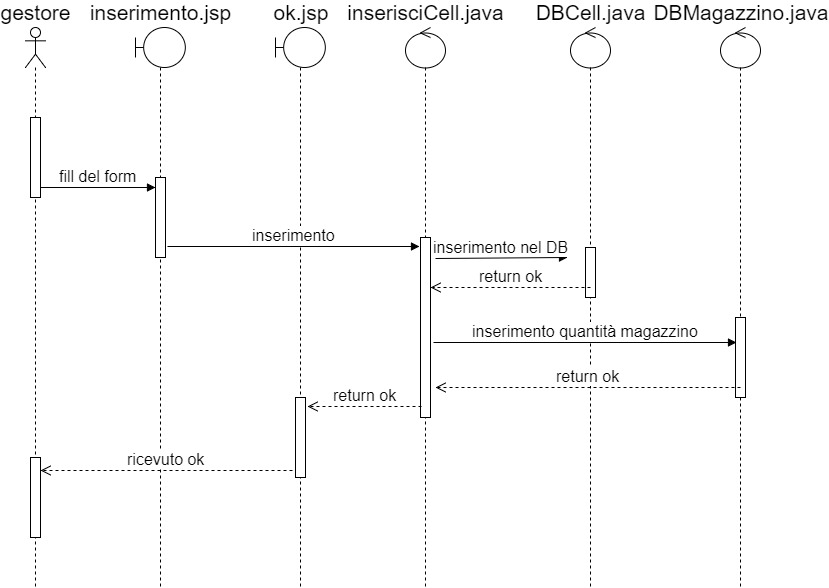 gestore inserimento.jsp ok.jsp inserisciCell.java DBCell.java DBMagazzino.java
fill del form
inserimento
inserimento nel DB
return ok
inserimento quantità magazzino
return ok
return ok
ricevuto ok